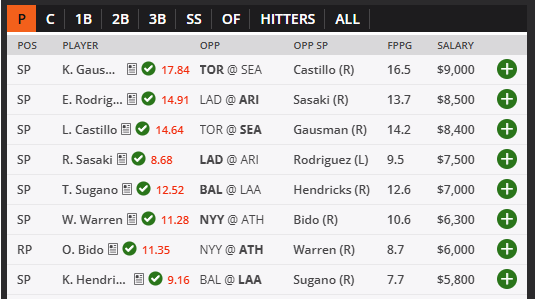 P C 1B 2B 3B SS OF HITTERS ALL
POS PLAYER OPP OPP SP FPPG SALARY
SP K. Gaus... 17.84 TOR @ SEA Castillo (R) 16.5 $9,000
SP E. Rodrig... 14.91 LAD @ ARI Sasaki (R) 13.7 $8,500
SP L. Castillo 14.64 TOR @ SEA Gausman (R) 14.2 $8,400
SP R. Sasaki 8.68 LAD @ ARI Rodriguez (L) 9.5 $7,500
SP T. Sugano 12.52 BAL @ LAA Hendricks (R) 12.6 $7,000
SP W. Warren 11.28 NYY @ ATH Bido (R) 10.6 $6,300
RP O. Bido 11.35 NYY @ ATH Warren (R) 8.7 $6,000
SP K. Hendri... 9.16 BAL @ LAA Sugano (R) 7.7 $5,800